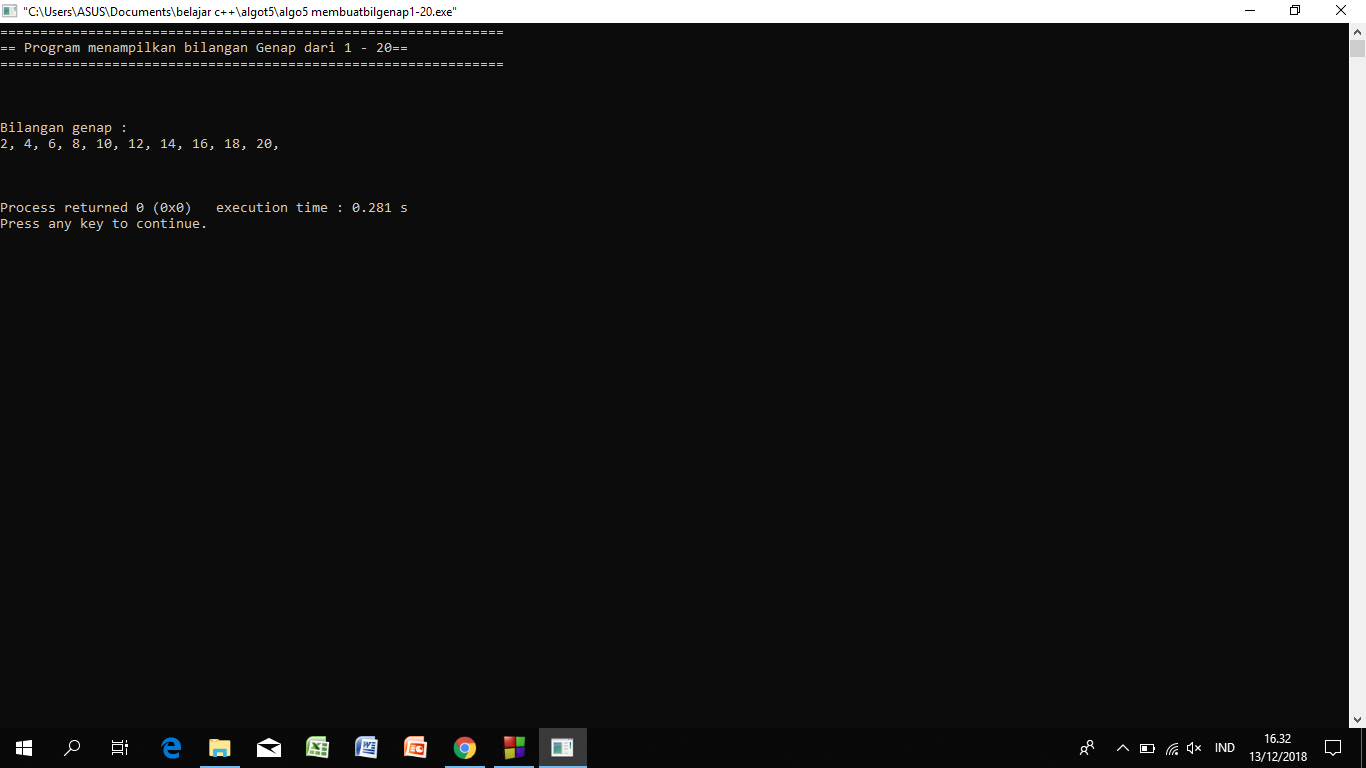 "C:\Users\ASUS\Documents\belajar c++\algot5\algo5 membuatbilgenap1-20.exe"
===============================================================
== Program menampilkan bilangan Genap dari 1 - 20==
===============================================================
Bilangan genap :
2, 4, 6, 8, 10, 12, 14, 16, 18, 20,
Process returned 0 (0x0)   execution time : 0.281 s
Press any key to continue.
IND
16.32
13/12/2018